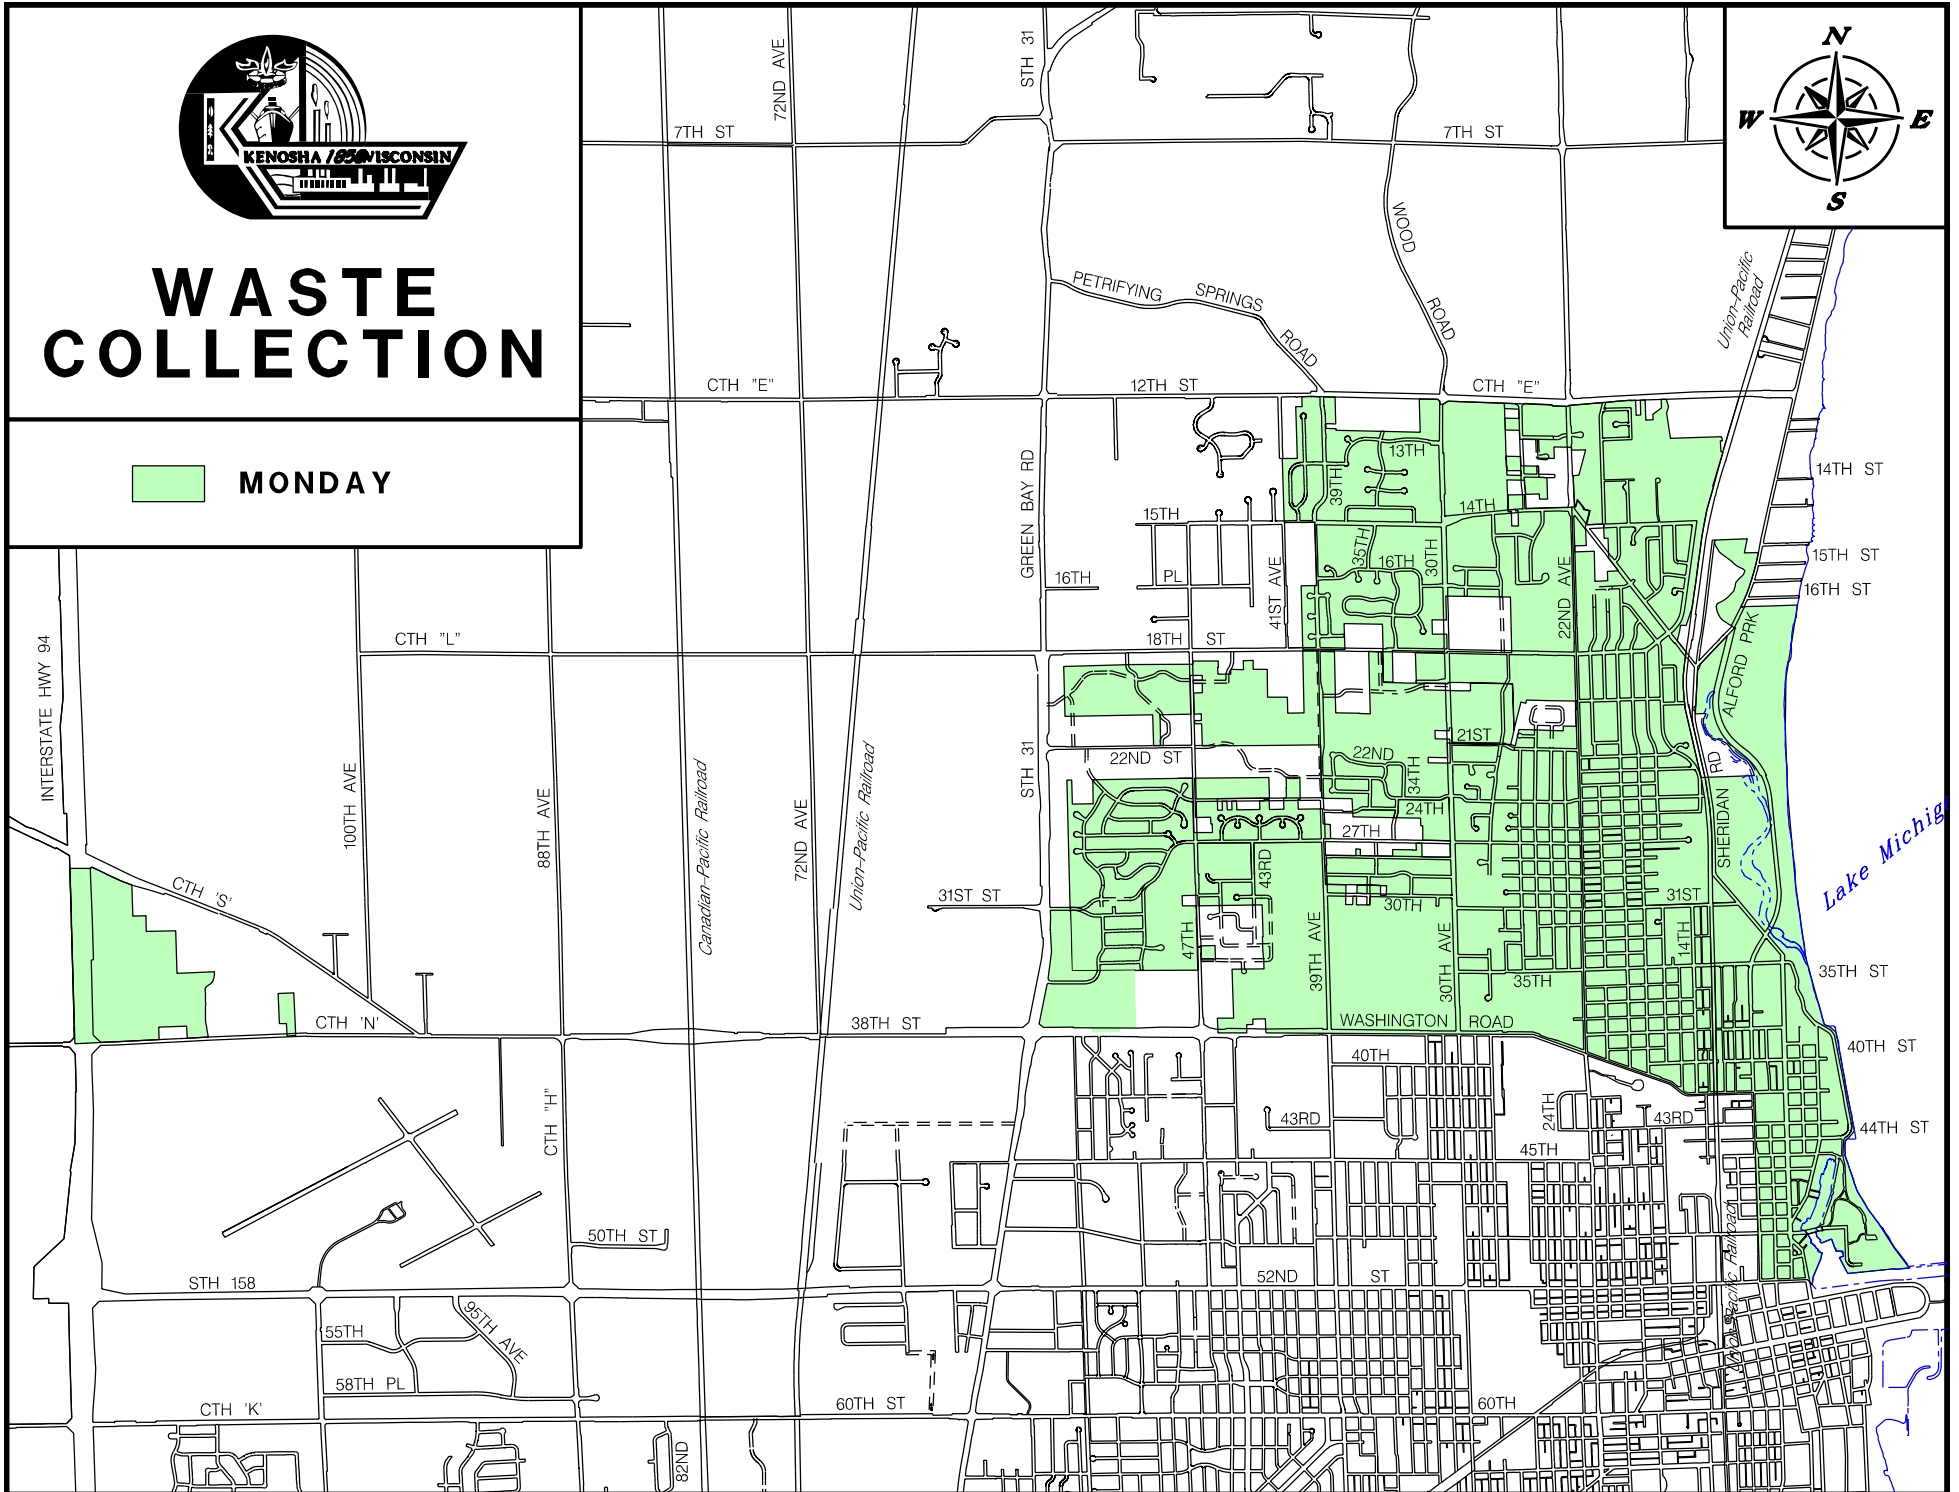 KENOSHA 1850 WISCONSIN
WASTE
COLLECTION
MONDAY
N
W
E
S
72ND AVE
STH 31
7TH ST
7TH ST
WOOD
ROAD
PETRIFYING SPRINGS
ROAD
Union-Pacific
Railroad
CTH "E"
12TH ST
CTH "E"
GREEN BAY RD
13TH
39TH
14TH
14TH ST
15TH
35TH
16TH
30TH
22ND AVE
15TH ST
16TH PL
41ST AVE
16TH ST
INTERSTATE HWY 94
CTH "L"
18TH ST
ALFORD PRK
STH 31
22ND ST
21ST
22ND
34TH
24TH
27TH
SHERIDAN RD
100TH AVE
88TH AVE
Canadian-Pacific Railroad
72ND AVE
Union-Pacific Railroad
Lake Michig
CTH 'S'
31ST ST
43RD
30TH
31ST
47TH
39TH AVE
30TH AVE
14TH
35TH
35TH ST
CTH 'N'
38TH ST
WASHINGTON ROAD
40TH
40TH ST
CTH "H"
43RD
24TH
43RD
44TH ST
45TH
50TH ST
Union-Pacific Railroad
STH 158
52ND ST
55TH
95TH AVE
58TH PL
CTH 'K'
60TH ST
60TH
82ND